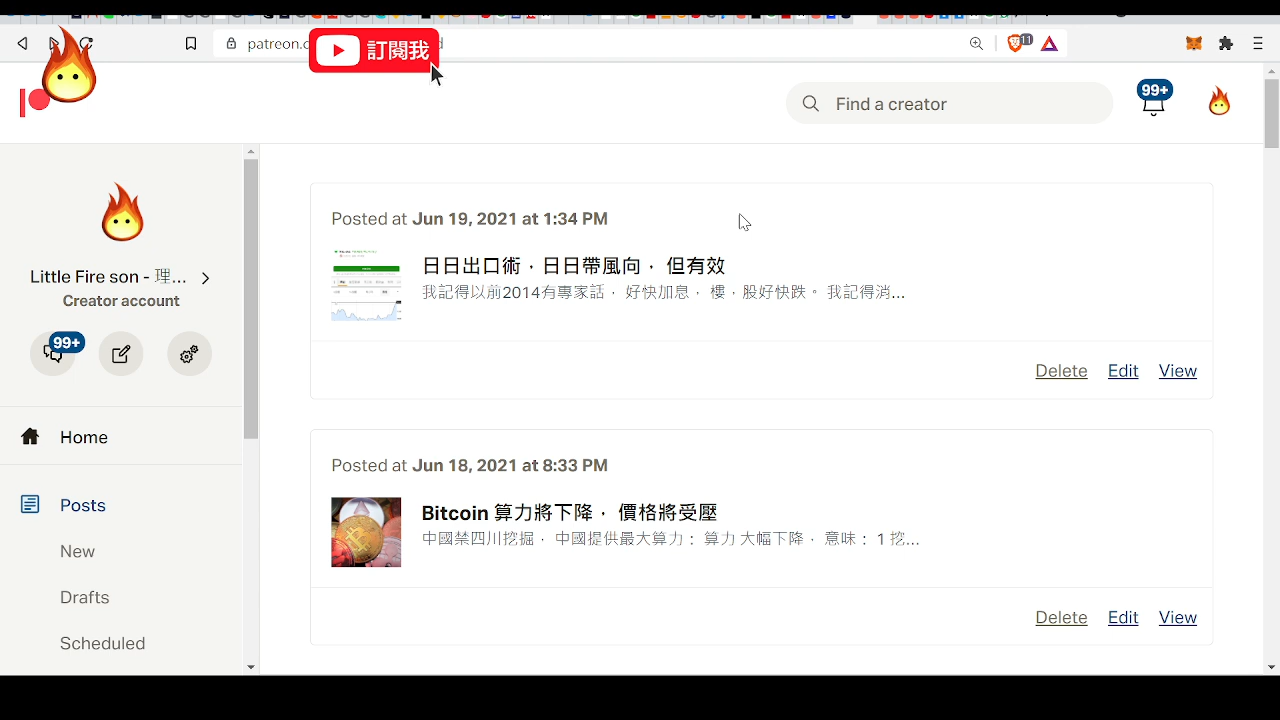 patreon.c
訂閱我
d
11
Find a creator
99+
Little Fire son - 理...
Creator account
99+
Home
Posts
New
Drafts
Scheduled
Posted at Jun 19, 2021 at 1:34 PM
日日出口術，日日帶風向， 但有效
我記得以前2014有專家話， 好快加息， 樓，股好快跌。 我記得消...
Delete Edit View
Posted at Jun 18, 2021 at 8:33 PM
Bitcoin 算力將下降， 價格將受壓
中國禁四川挖掘， 中國提供最大算力： 算力 大幅下降， 意味： 1 挖...
Delete Edit View